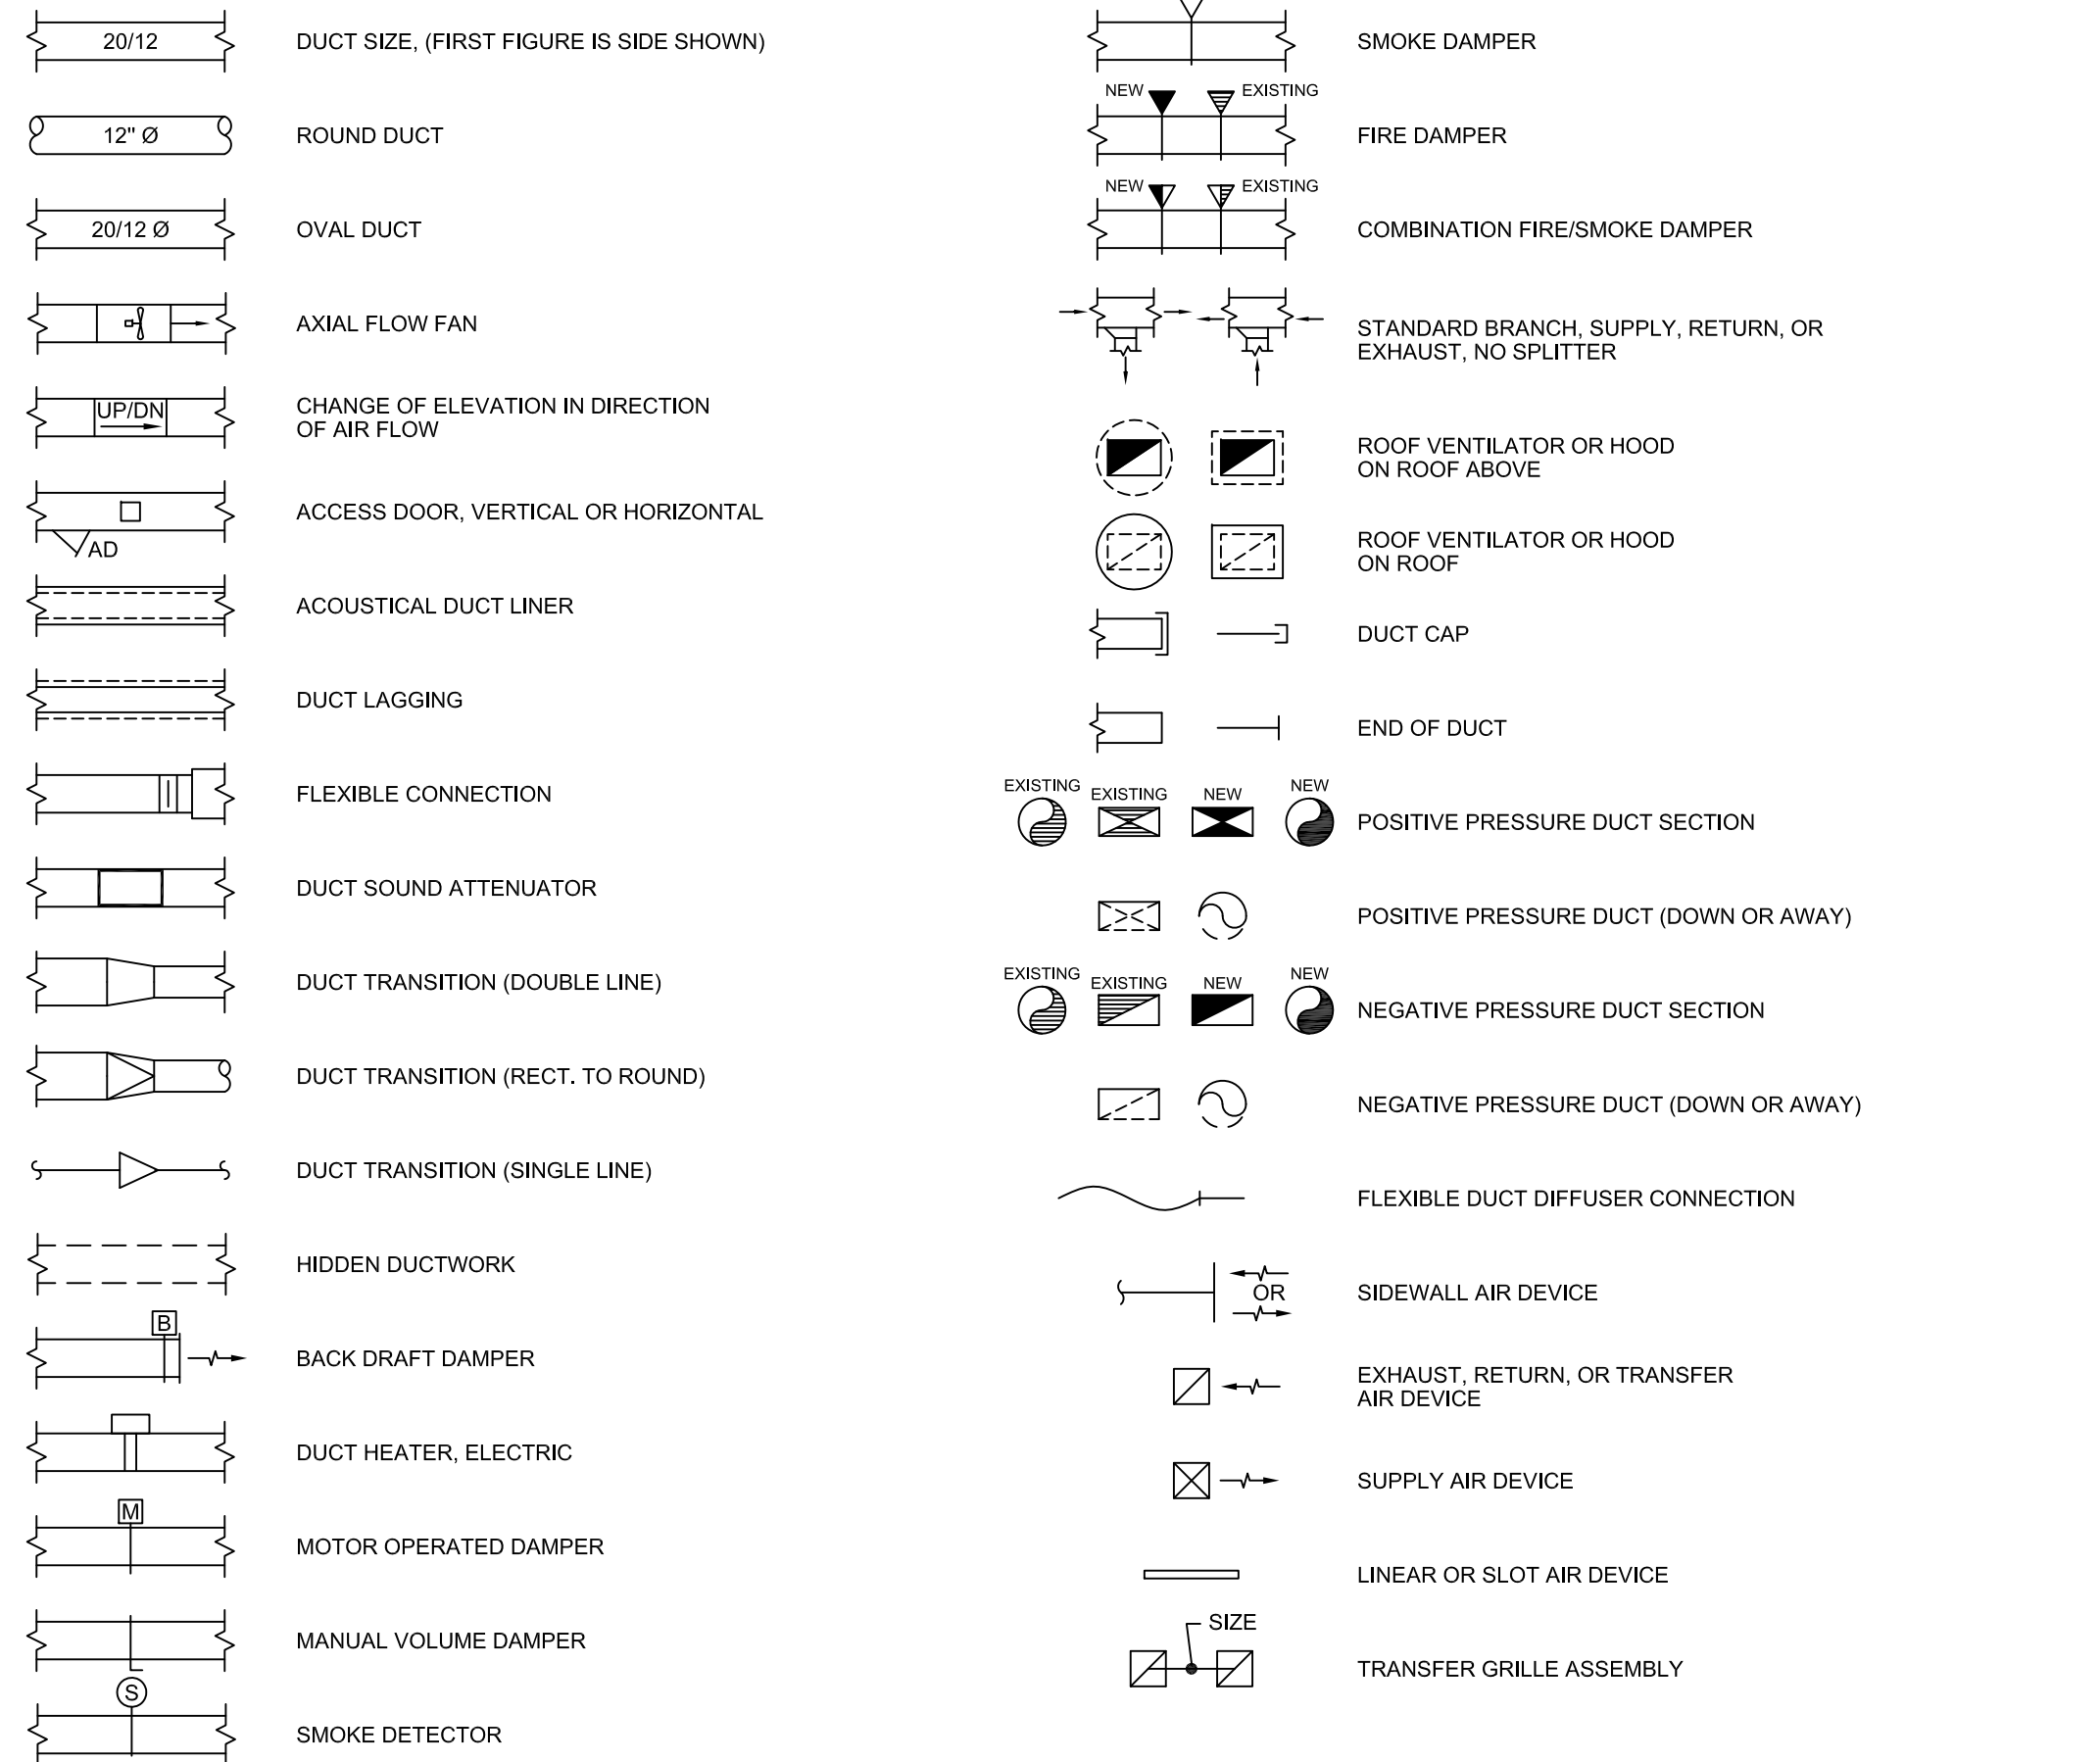 20/12
DUCT SIZE, (FIRST FIGURE IS SIDE SHOWN)
12" Ø
ROUND DUCT
20/12 Ø
OVAL DUCT
AXIAL FLOW FAN
UP/DN
CHANGE OF ELEVATION IN DIRECTION
OF AIR FLOW
ACCESS DOOR, VERTICAL OR HORIZONTAL
AD
ACOUSTICAL DUCT LINER
DUCT LAGGING
FLEXIBLE CONNECTION
DUCT SOUND ATTENUATOR
DUCT TRANSITION (DOUBLE LINE)
DUCT TRANSITION (RECT. TO ROUND)
DUCT TRANSITION (SINGLE LINE)
HIDDEN DUCTWORK
B
BACK DRAFT DAMPER
DUCT HEATER, ELECTRIC
M
MOTOR OPERATED DAMPER
MANUAL VOLUME DAMPER
S
SMOKE DETECTOR
SMOKE DAMPER
NEW EXISTING
FIRE DAMPER
NEW EXISTING
COMBINATION FIRE/SMOKE DAMPER
STANDARD BRANCH, SUPPLY, RETURN, OR
EXHAUST, NO SPLITTER
ROOF VENTILATOR OR HOOD
ON ROOF ABOVE
ROOF VENTILATOR OR HOOD
ON ROOF
DUCT CAP
END OF DUCT
EXISTING EXISTING NEW NEW
POSITIVE PRESSURE DUCT SECTION
POSITIVE PRESSURE DUCT (DOWN OR AWAY)
EXISTING EXISTING NEW NEW
NEGATIVE PRESSURE DUCT SECTION
NEGATIVE PRESSURE DUCT (DOWN OR AWAY)
FLEXIBLE DUCT DIFFUSER CONNECTION
OR
SIDEWALL AIR DEVICE
EXHAUST, RETURN, OR TRANSFER
AIR DEVICE
SUPPLY AIR DEVICE
LINEAR OR SLOT AIR DEVICE
SIZE
TRANSFER GRILLE ASSEMBLY